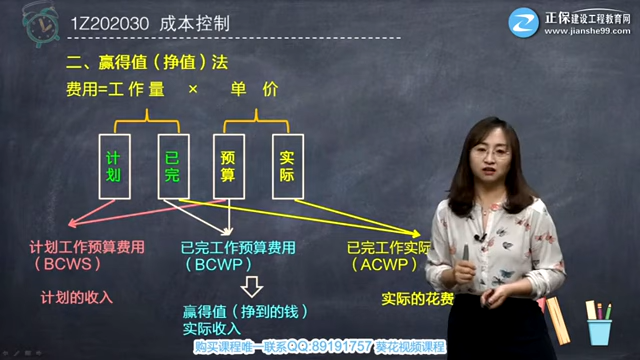 1Z202030 成本控制
正保建设工程教育网
www.jianshe99.com
二、赢得值（挣值）法
费用=工作量 × 单价
计划 已完 预算 实际
计划工作预算费用
（BCWS）
已完工作预算费用
（BCWP）
已完工作实际
（ACWP）
计划的收入
赢得值（挣到的钱）
实际收入
实际的花费
购买课程唯一联系QQ:89191757 葵花视频课程